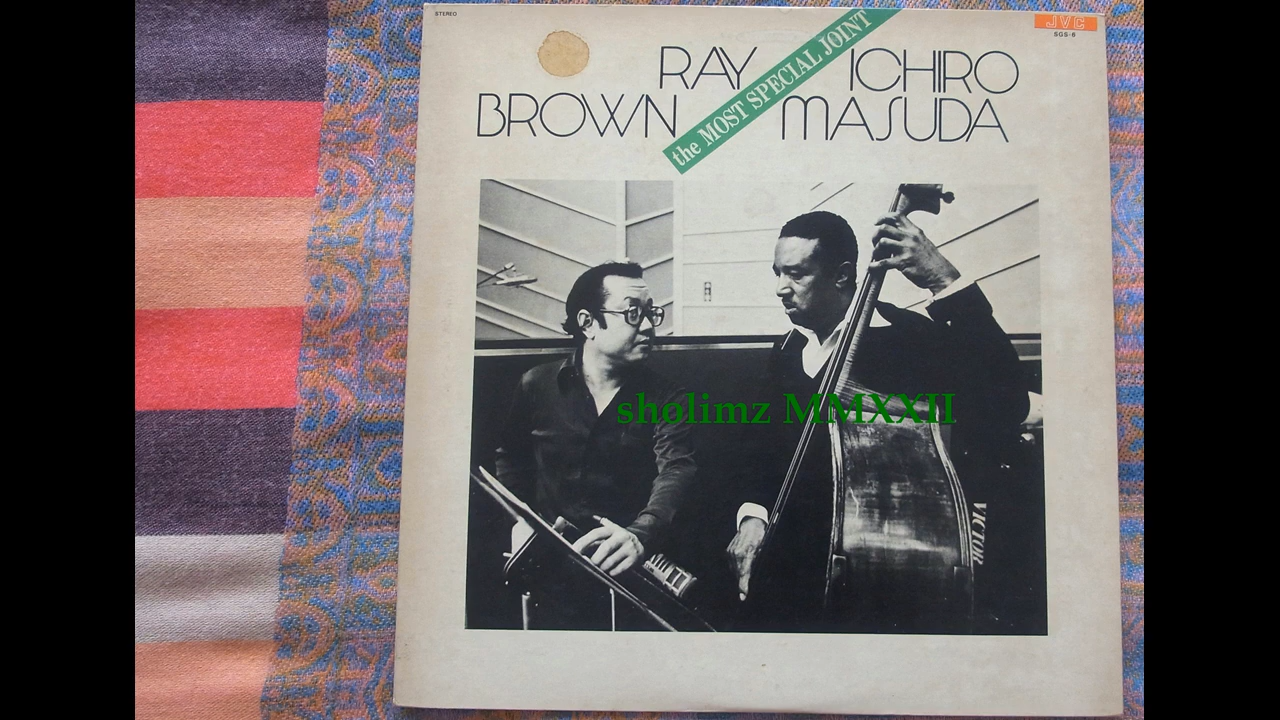 STEREO
JVC
SGS-6
RAY BROWN
the MOST SPECIAL JOINT
ICHIRO MASUDA
sholimz MMXXII
VICTOR